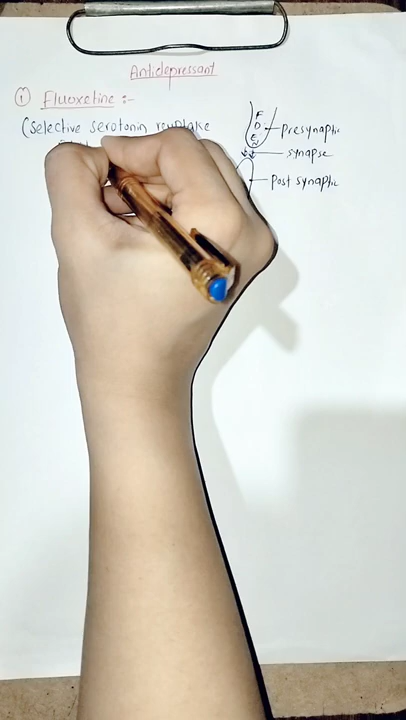 Antidepressant
① Fluoxetine :-
(Selective serotonin reuptake
Presynaptic
synapse
Post synaptic